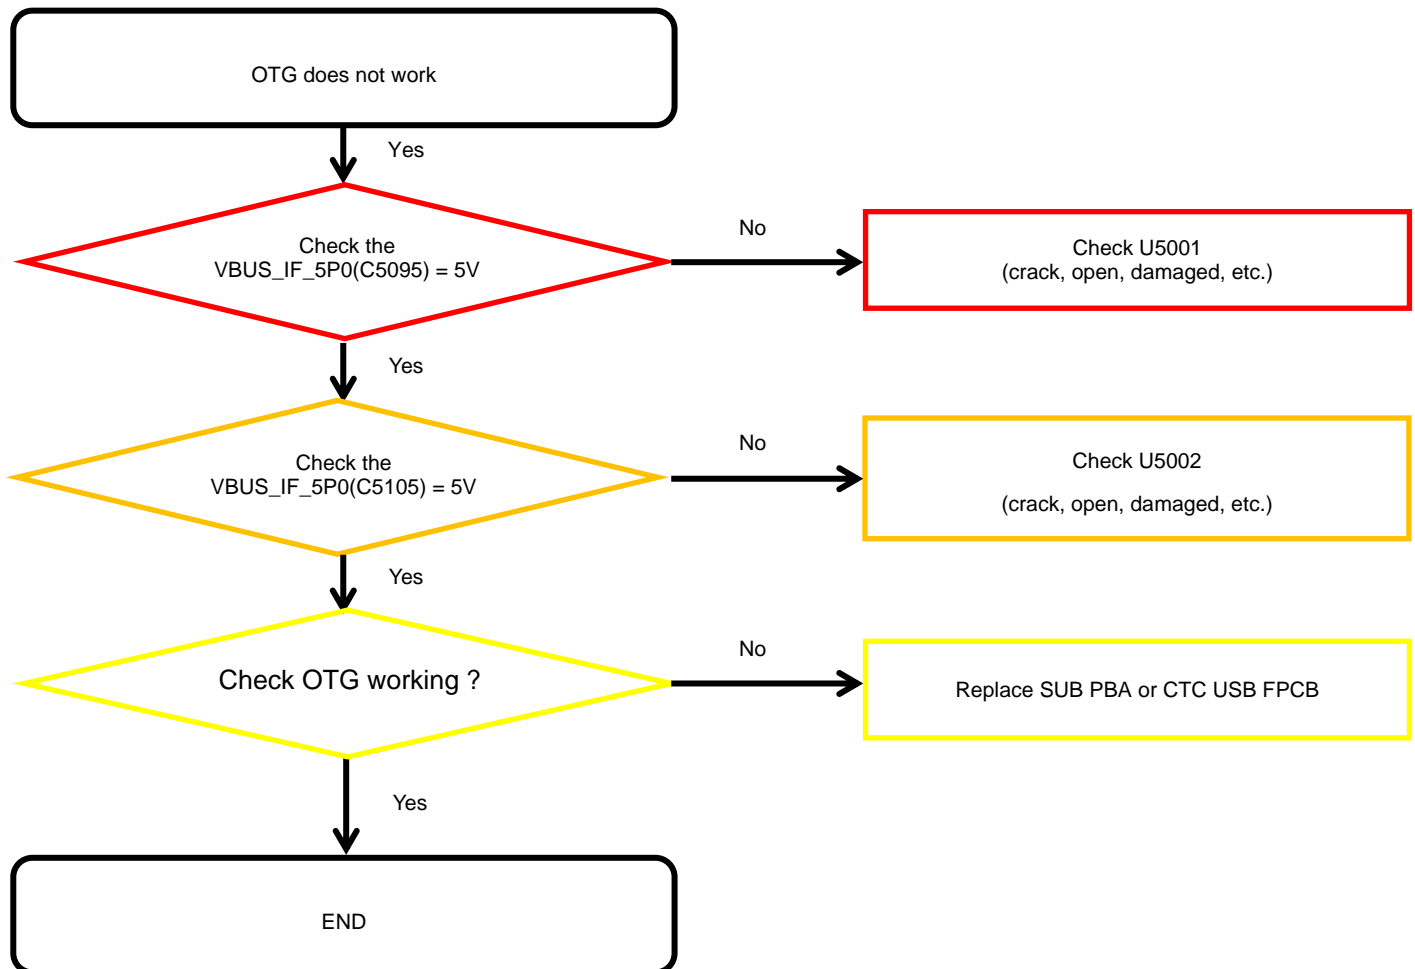 OTG does not work
Yes
Check the
VBUS_IF_5P0(C5095) = 5V
No
Check U5001
(crack, open, damaged, etc.)
Yes
Check the
VBUS_IF_5P0(C5105) = 5V
No
Check U5002
(crack, open, damaged, etc.)
Yes
Check OTG working ?
No
Replace SUB PBA or CTC USB FPCB
Yes
END